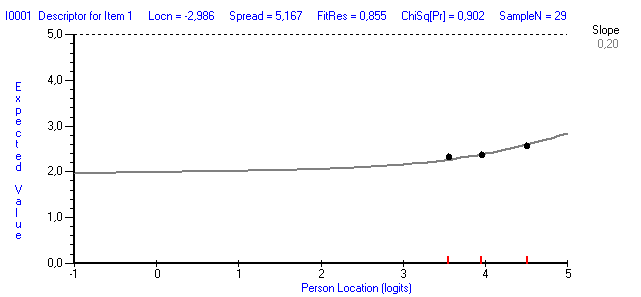 I0001 Descriptor for Item 1 Locn = -2,986 Spread = 5,167 FitRes = 0,855 ChiSq[Pr] = 0,902 SampleN = 29
Slope
0,20
5,0
4,0
3,0
2,0
1,0
0,0
Expected Value
-1 0 1 2 3 4 5
Person Location (logits)